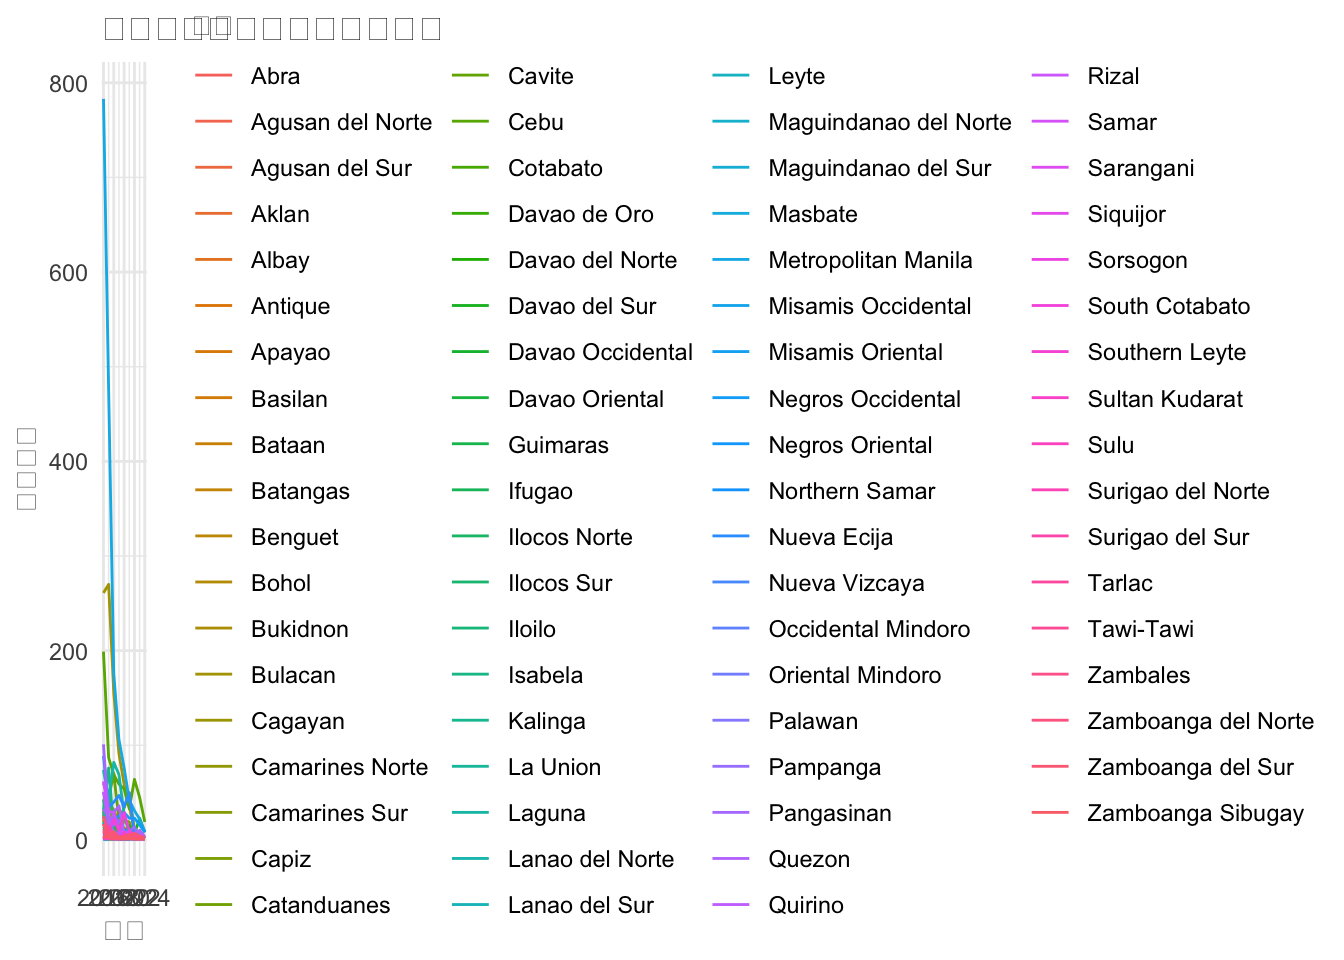 800
600
400
200
0
Abra
Agusan del Norte
Agusan del Sur
Aklan
Albay
Antique
Apayao
Basilan
Bataan
Batangas
Benguet
Bohol
Bukidnon
Bulacan
Cagayan
Camarines Norte
Camarines Sur
Capiz
Catanduanes
Cavite
Cebu
Cotabato
Davao de Oro
Davao del Norte
Davao del Sur
Davao Occidental
Davao Oriental
Guimaras
Ifugao
Ilocos Norte
Ilocos Sur
Iloilo
Isabela
Kalinga
La Union
Laguna
Lanao del Norte
Lanao del Sur
Leyte
Maguindanao del Norte
Maguindanao del Sur
Masbate
Metropolitan Manila
Misamis Occidental
Misamis Oriental
Negros Occidental
Negros Oriental
Northern Samar
Nueva Ecija
Nueva Vizcaya
Occidental Mindoro
Oriental Mindoro
Palawan
Pampanga
Pangasinan
Quezon
Quirino
Rizal
Samar
Sarangani
Siquijor
Sorsogon
South Cotabato
Southern Leyte
Sultan Kudarat
Sulu
Surigao del Norte
Surigao del Sur
Tarlac
Tawi-Tawi
Zambales
Zamboanga del Norte
Zamboanga del Sur
Zamboanga Sibugay